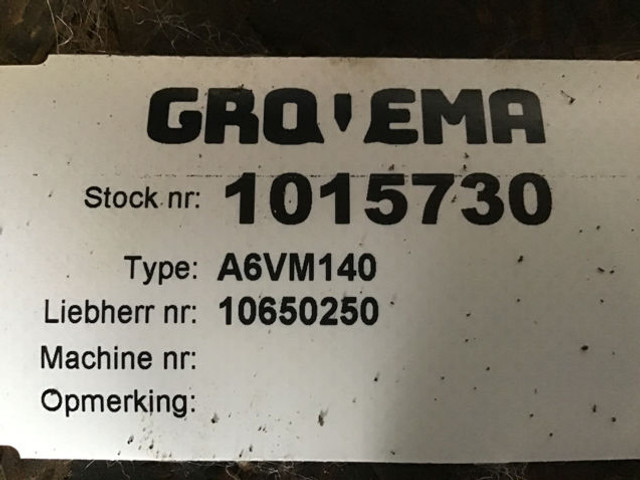 GROVEMA
Stock nr: 1015730
Type: A6VM140
Liebherr nr: 10650250
Machine nr:
Opmerking: